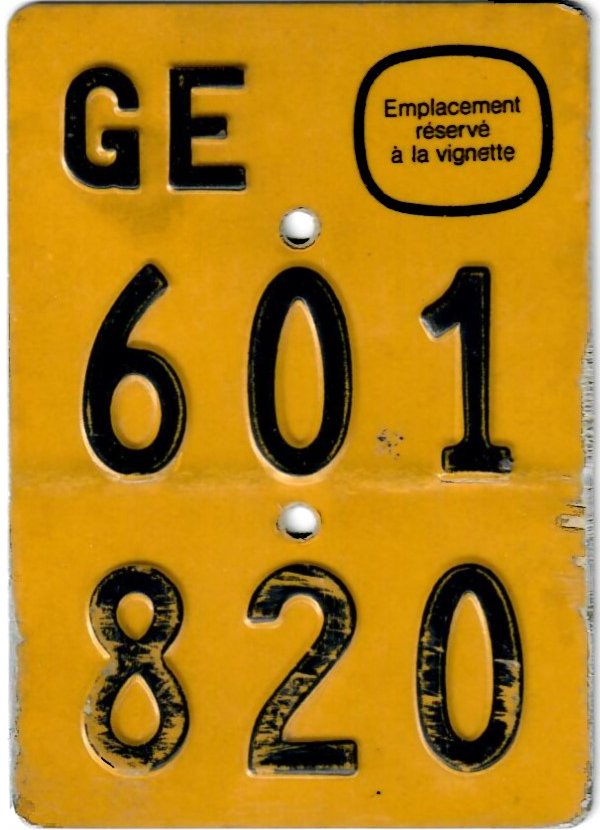 GE
Emplacement
réservé
à la vignette
601
820